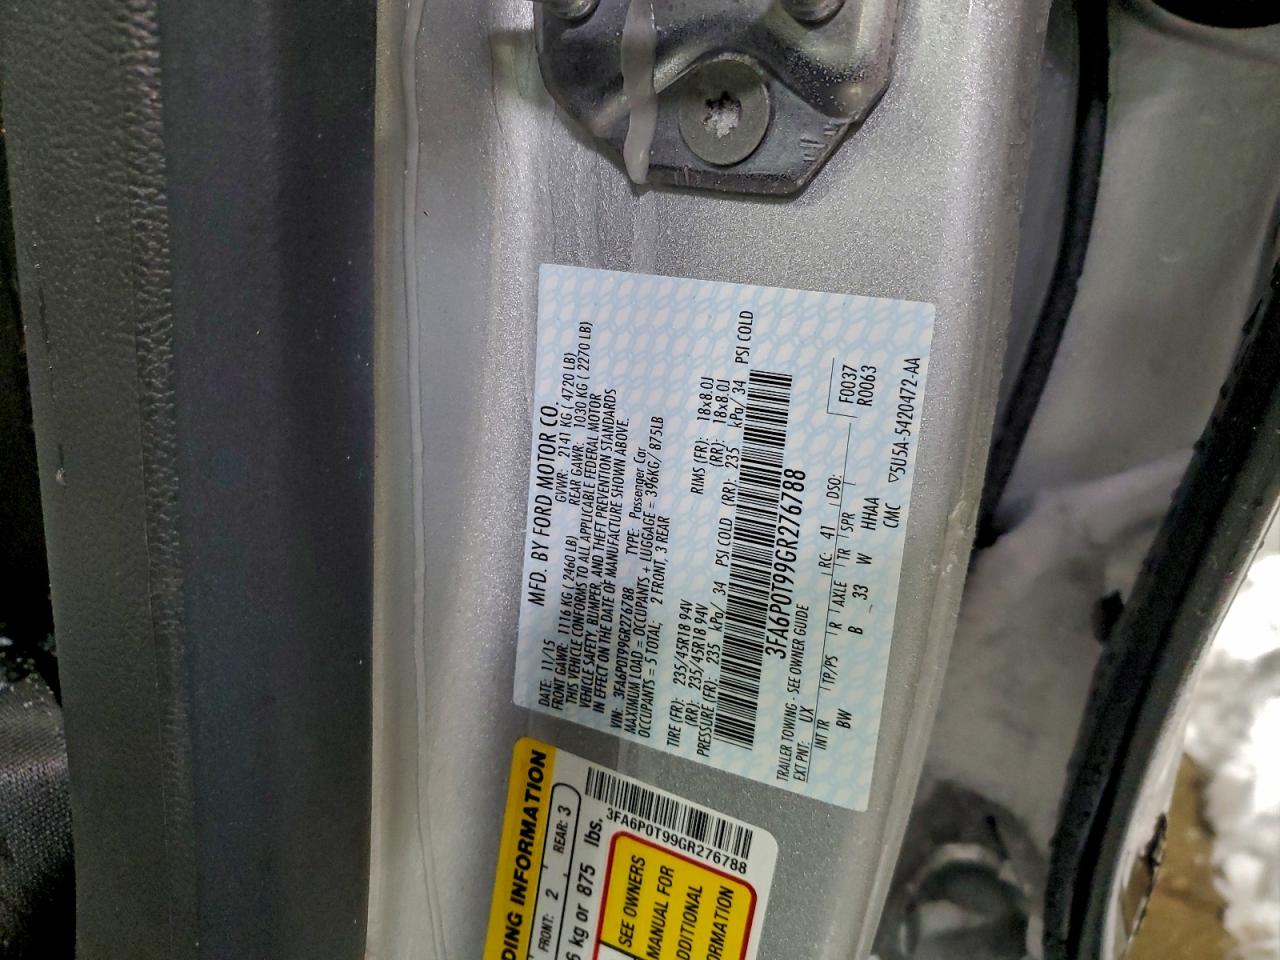 MFD. BY FORD MOTOR CO.
DATE: 11/15 GVWR: 2141 KG ( 4720 LB)
FRONT GAWR: 1116 KG ( 2460 LB) REAR GAWR: 1030 KG ( 2270 LB)
THIS VEHICLE CONFORMS TO ALL APPLICABLE FEDERAL MOTOR
VEHICLE SAFETY, BUMPER, AND THEFT PREVENTION STANDARDS
IN EFFECT ON THE DATE OF MANUFACTURE SHOWN ABOVE.
VIN: 3FA6P0T99GR276788 TYPE: Passenger Car
MAXIMUM LOAD = OCCUPANTS + LUGGAGE = 396KG/ 875LB
OCCUPANTS = 5 TOTAL; 2 FRONT, 3 REAR
TIRE (FR): 235/45R18 94V RIMS (FR): 18x8.0J
(RR): 235/45R18 94V (RR): 18x8.0J
PRESSURE (FR): 235 kPa/ 34 PSI COLD (RR): 235 kPa/ 34 PSI COLD
3FA6P0T99GR276788
TRAILER TOWING - SEE OWNER GUIDE
EXT PNT: UX RC: 41 DSO: F0037
R0063
INT TR TP/PS R AXLE TR SPR
BW B 33 W HHAA
CMC ▽5U5A-5420472-AA
DING INFORMATION
FRONT: 2 REAR: 3
6 kg or 875 lbs.
3FA6P0T99GR276788
SEE OWNERS
MANUAL FOR
DDITIONAL
ORMATION